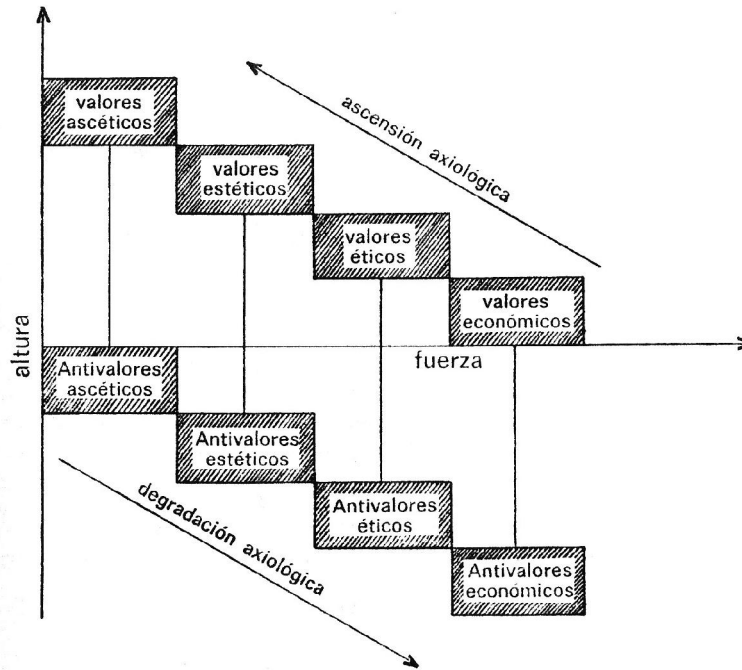 valores
ascéticos
ascensión axiológica
valores
estéticos
valores
éticos
valores
económicos
altura
fuerza
Antivalores
ascéticos
Antivalores
estéticos
Antivalores
éticos
degradación axiológica
Antivalores
económicos